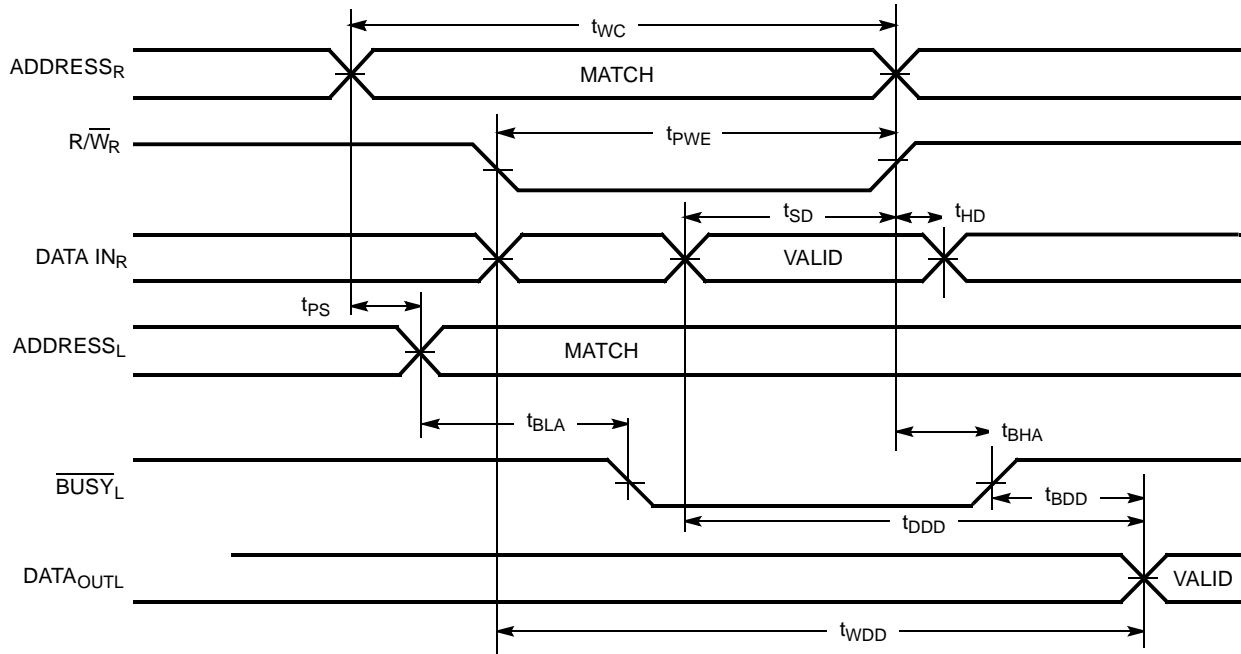 tWC
ADDRESSR
MATCH
R/W̅R
tPWE
tSD
tHD
DATA INR
VALID
tPS
ADDRESSL
MATCH
tBLA
tBHA
B̅U̅S̅Y̅L
tBDD
tDDD
DATAOUTL
VALID
tWDD